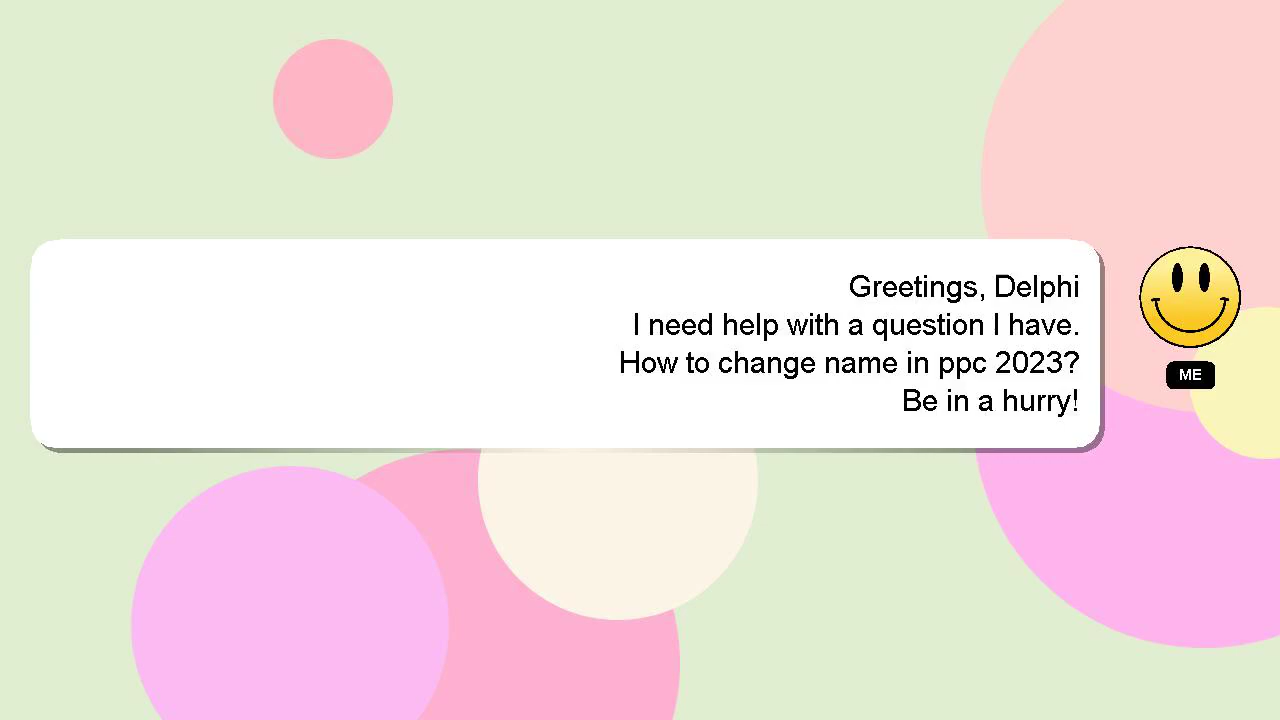 Greetings, Delphi
I need help with a question I have.
How to change name in ppc 2023?
Be in a hurry!
ME